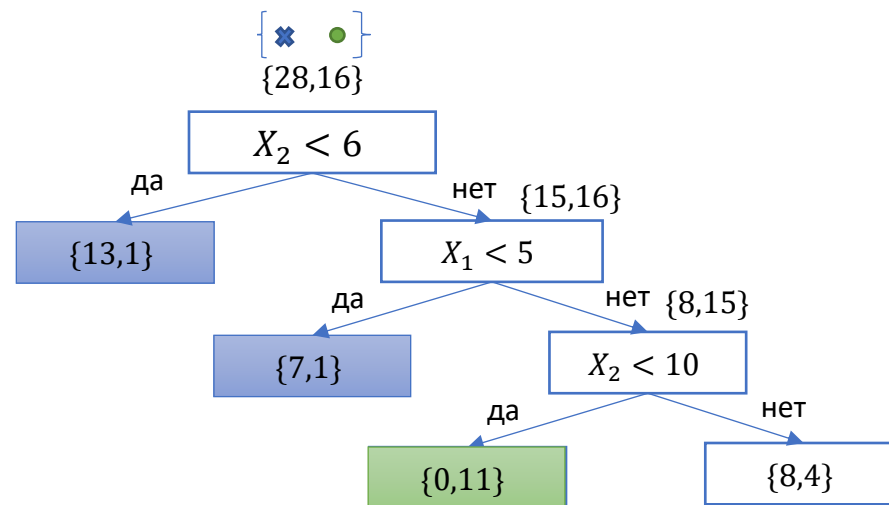 {28,16}
X₂ < 6
да
нет
{15,16}
{13,1}
X₁ < 5
да
нет
{8,15}
{7,1}
X₂ < 10
да
нет
{0,11}
{8,4}